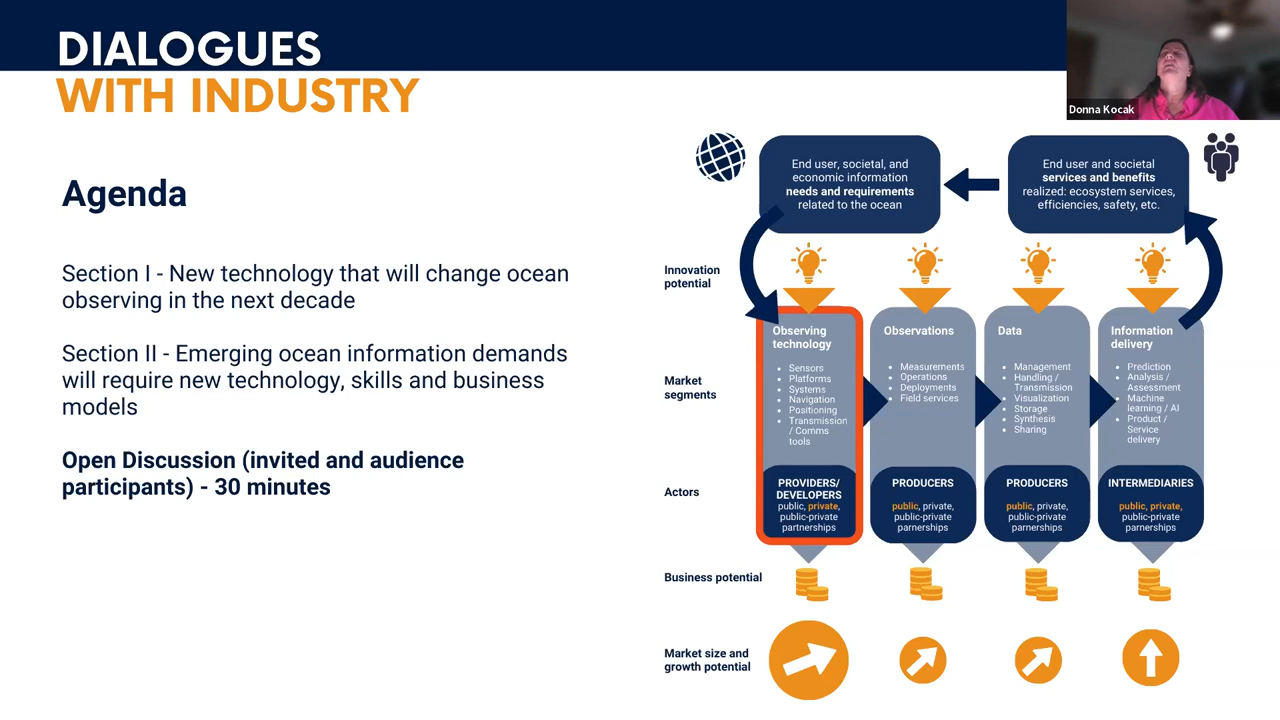 DIALOGUES
WITH INDUSTRY
Donna Kocak
Agenda
Section I - New technology that will change ocean
observing in the next decade
Section II - Emerging ocean information demands
will require new technology, skills and business
models
Open Discussion (invited and audience
participants) - 30 minutes
End user, societal, and
economic information
needs and requirements
related to the ocean
End user and societal
services and benefits
realized: ecosystem services,
efficiencies, safety, etc.
Innovation
potential
Market
segments
Observing
technology
• Sensors
• Platforms
• Systems
• Navigation
• Positioning
• Transmission
/ Comms
tools
Observations
• Measurements
• Operations
• Deployments
• Field services
Data
• Management
• Handling /
Transmission
• Visualization
• Storage
• Synthesis
• Sharing
Information
delivery
• Prediction
• Analysis /
Assessment
• Machine
learning / AI
• Product /
Service
delivery
Actors
PROVIDERS/
DEVELOPERS
public, private,
public-private
partnerships
PRODUCERS
public, private,
public-private
parnerships
PRODUCERS
public, private,
public-private
parnerships
INTERMEDIARIES
public, private,
public-private
parnerships
Business potential
Market size and
growth potential